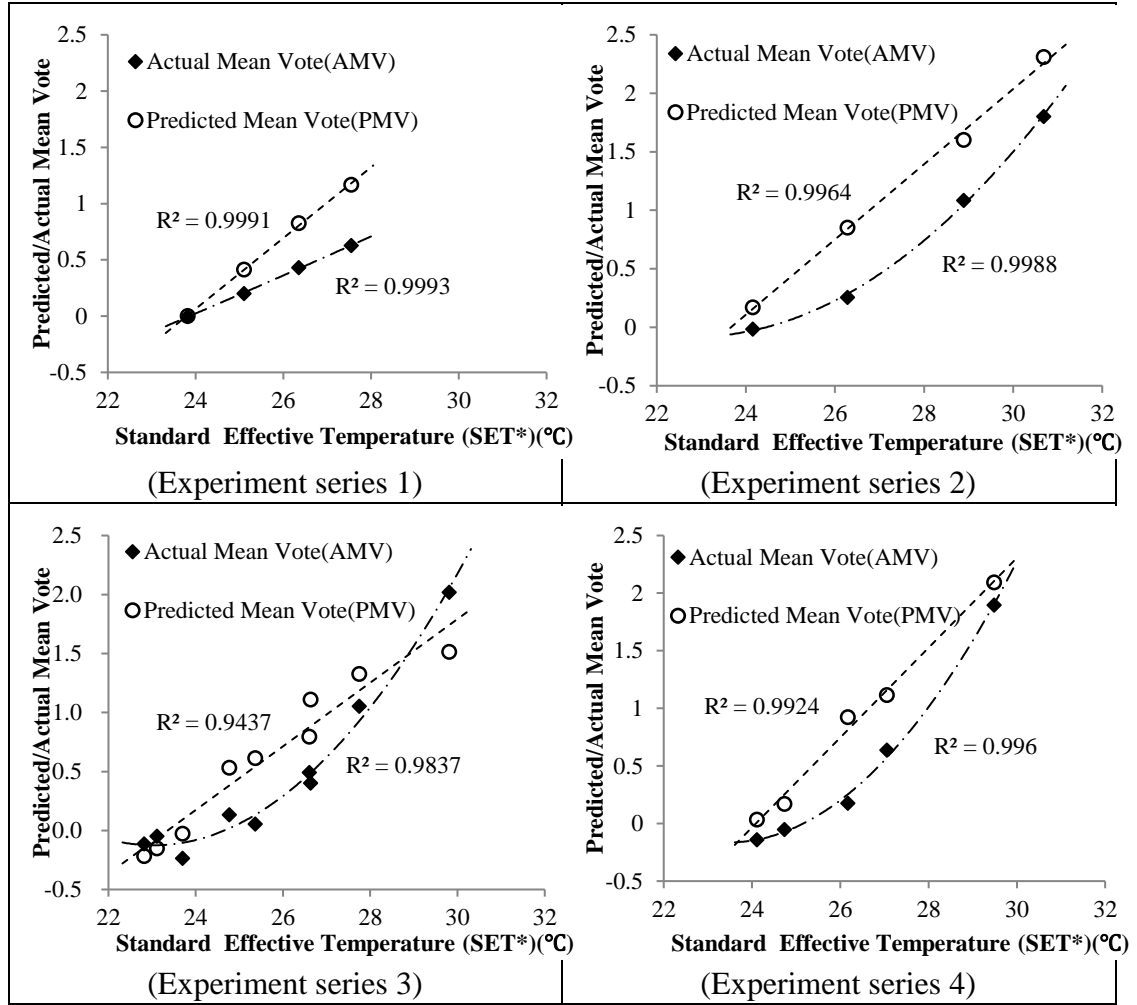 2.5
2
1.5
1
0.5
0
-0.5
Predicted/Actual Mean Vote
Actual Mean Vote(AMV)
Predicted Mean Vote(PMV)
R² = 0.9991
R² = 0.9993
22 24 26 28 30 32
Standard Effective Temperature (SET*)(℃)
(Experiment series 1)
2.5
2
1.5
1
0.5
0
-0.5
Predicted/Actual Mean Vote
Actual Mean Vote(AMV)
Predicted Mean Vote(PMV)
R² = 0.9964
R² = 0.9988
22 24 26 28 30 32
Standard Effective Temperature (SET*)(℃)
(Experiment series 2)
2.5
2.0
1.5
1.0
0.5
0.0
-0.5
Predicted/Actual Mean Vote
Actual Mean Vote(AMV)
Predicted Mean Vote(PMV)
R² = 0.9437
R² = 0.9837
22 24 26 28 30 32
Standard Effective Temperature (SET*)(℃)
(Experiment series 3)
2.5
2
1.5
1
0.5
0
-0.5
Predicted/Actual Mean Vote
Actual Mean Vote(AMV)
Predicted Mean Vote(PMV)
R² = 0.9924
R² = 0.996
22 24 26 28 30 32
Standard Effective Temperature (SET*)(℃)
(Experiment series 4)